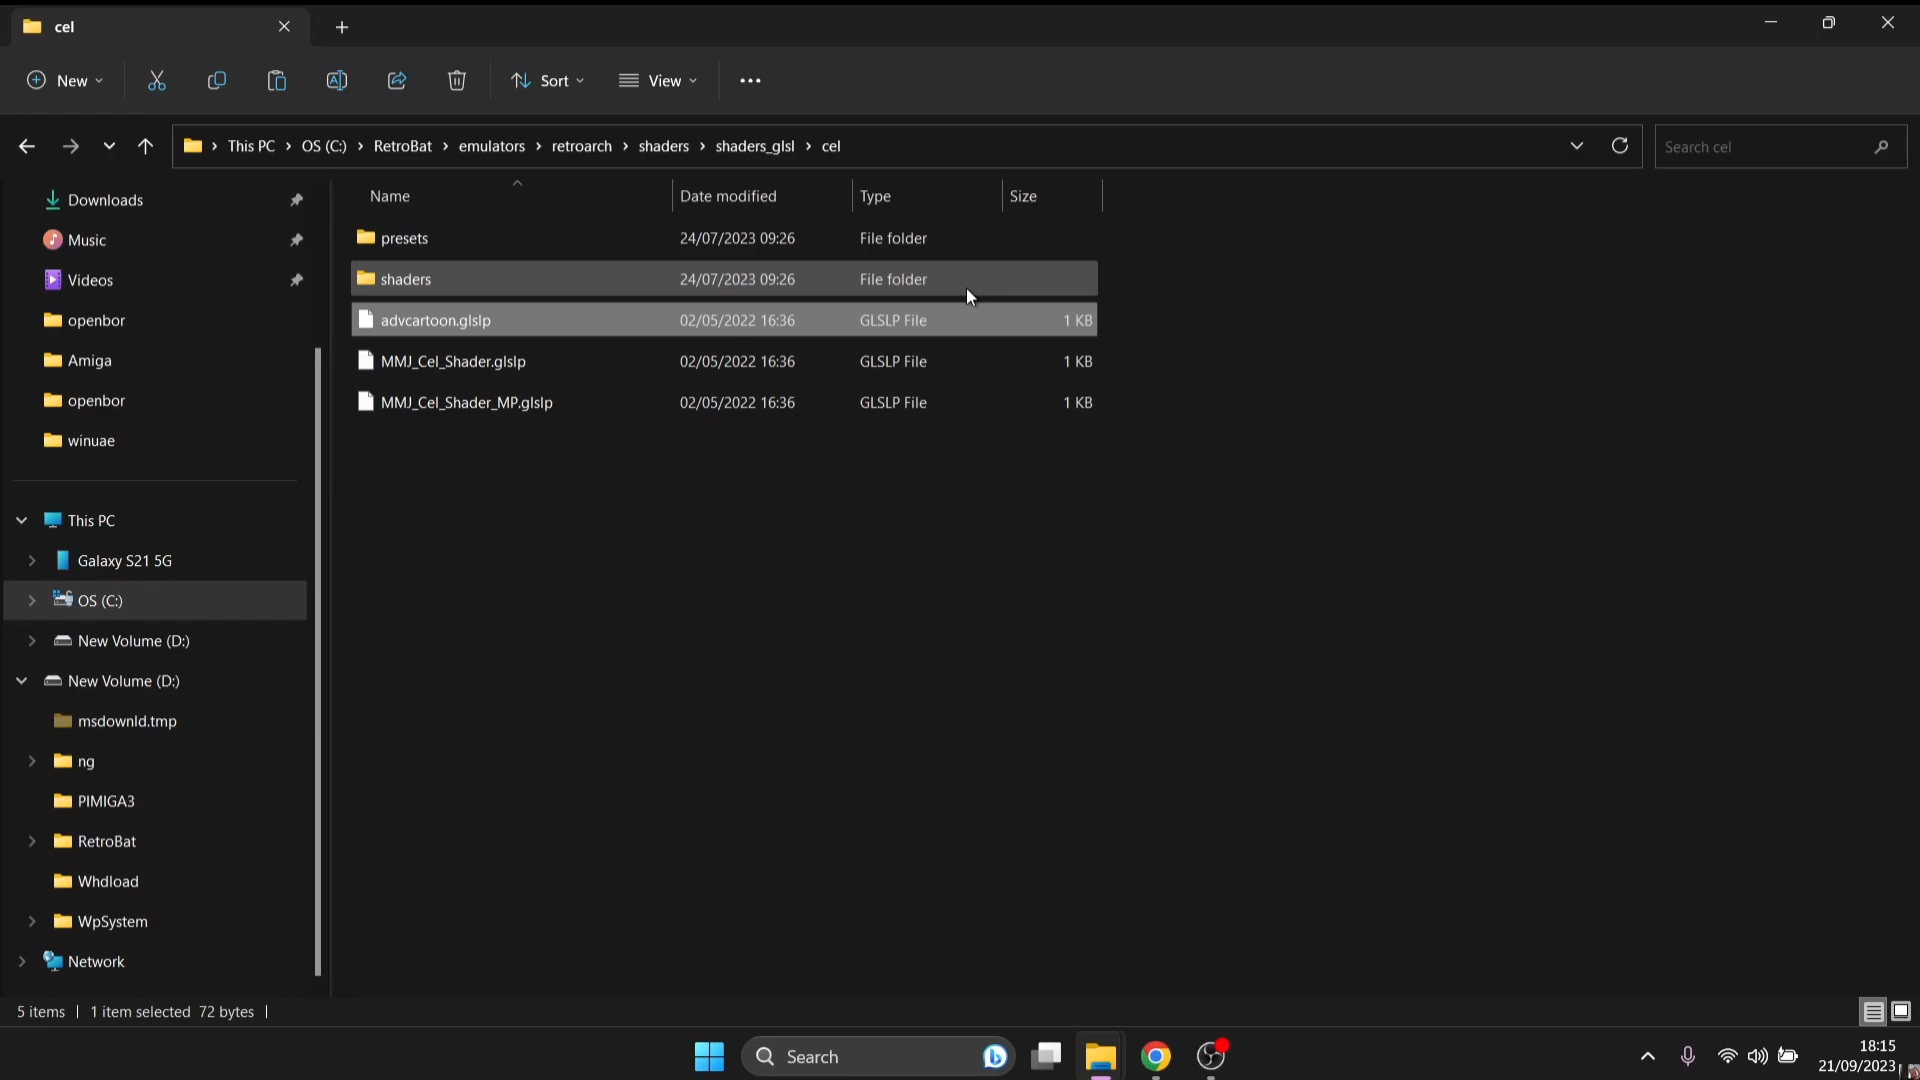 cel
New
Sort
View
This PC
OS (C:)
RetroBat
emulators
retroarch
shaders
shaders_glsl
cel
Search cel
Name
Date modified
Type
Size
Downloads
Music
Videos
openbor
Amiga
openbor
winuae
This PC
Galaxy S21 5G
OS (C:)
New Volume (D:)
New Volume (D:)
msdownld.tmp
ng
PIMIGA3
RetroBat
Whdload
WpSystem
Network
presets 24/07/2023 09:26 File folder
shaders 24/07/2023 09:26 File folder
advcartoon.glslp 02/05/2022 16:36 GLSLP File 1 KB
MMJ_Cel_Shader.glslp 02/05/2022 16:36 GLSLP File 1 KB
MMJ_Cel_Shader_MP.glslp 02/05/2022 16:36 GLSLP File 1 KB
5 items 1 item selected 72 bytes
Search
18:15
21/09/2023